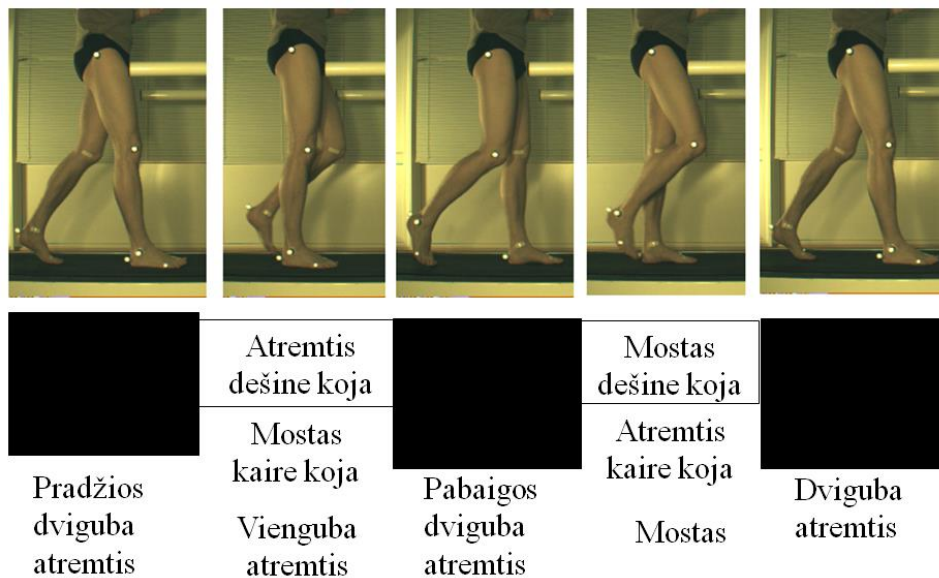 Atremtis
dešine koja
Mostas
kaire koja
Mostas
dešine koja
Atremtis
kaire koja
Pradžios
dviguba
atremtis
Vienguba
atremtis
Pabaigos
dviguba
atremtis
Mostas
Dviguba
atremtis